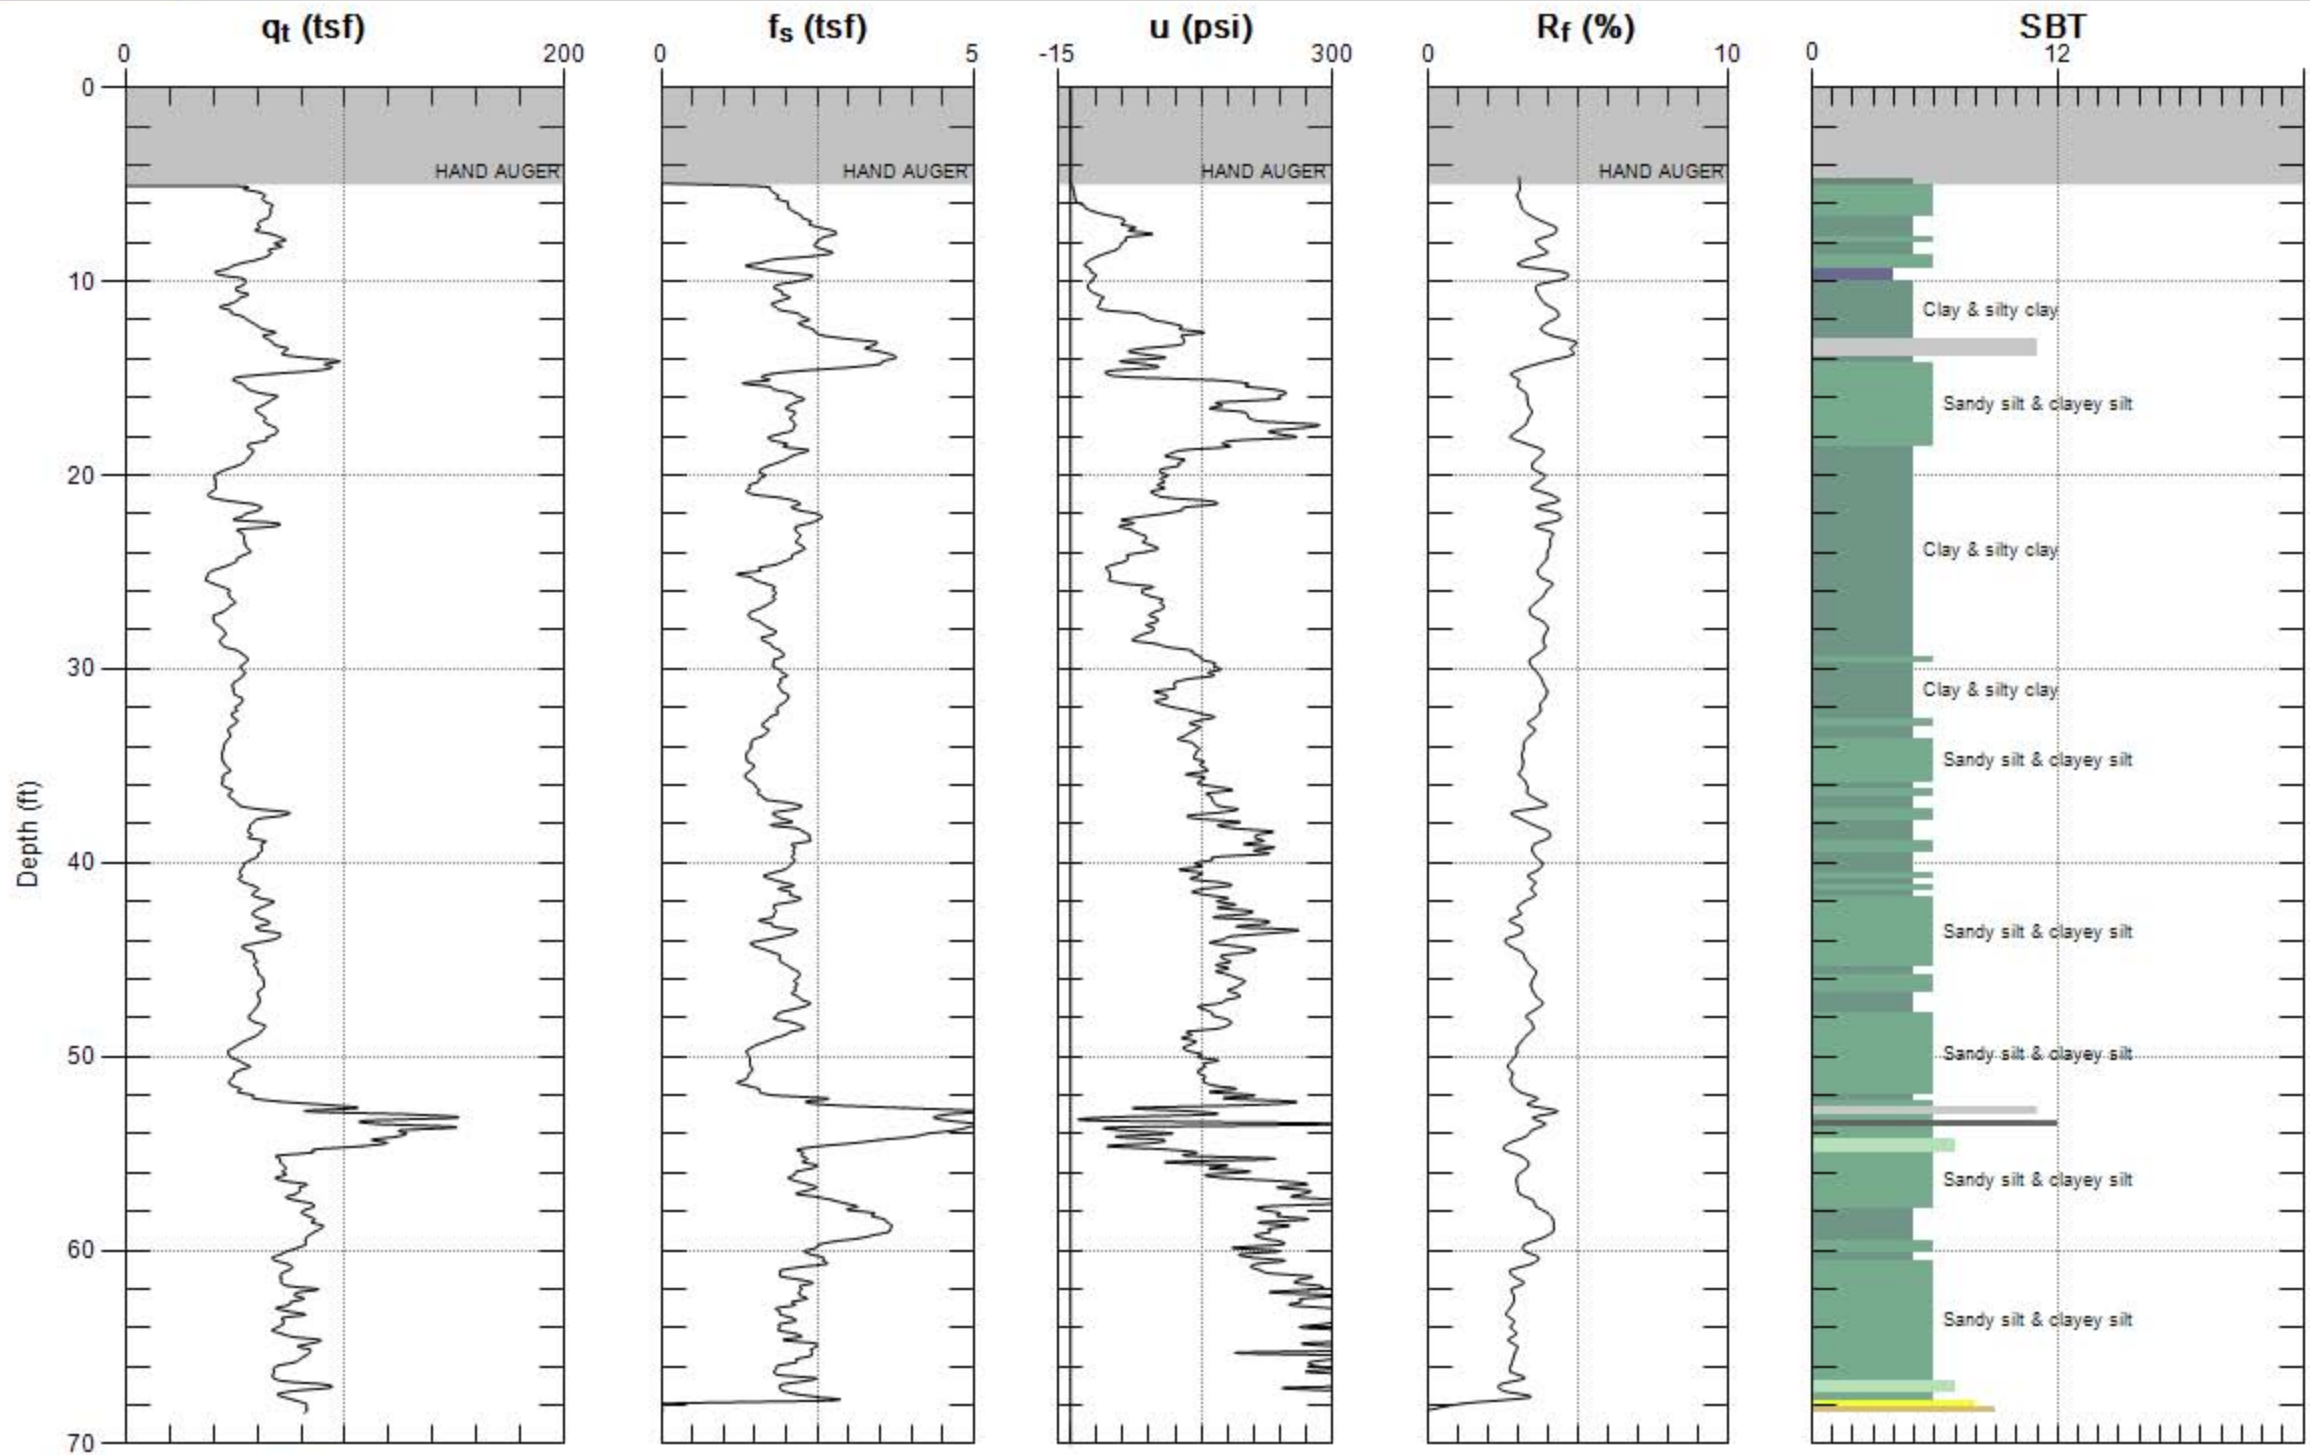 qt (tsf) fs (tsf) u (psi) Rf (%) SBT
0 200 0 5 -15 300 0 10 0 12
0
HAND AUGER HAND AUGER HAND AUGER HAND AUGER
10
Clay & silty clay
Sandy silt & clayey silt
20
Clay & silty clay
30
Clay & silty clay
Sandy silt & clayey silt
Depth (ft)
40
Sandy silt & clayey silt
50
Sandy silt & clayey silt
Sandy silt & clayey silt
60
Sandy silt & clayey silt
70